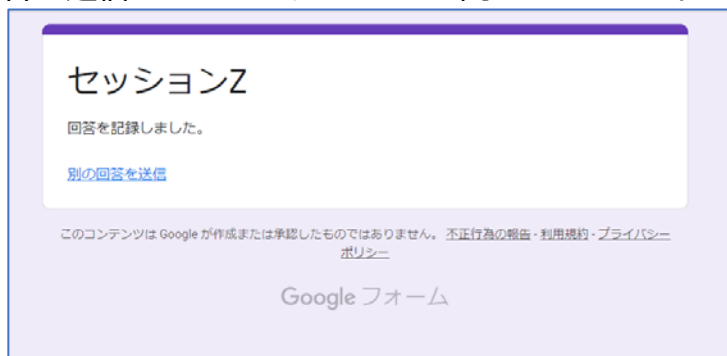 セッションZ
回答を記録しました。
別の回答を送信
このコンテンツは Google が作成または承認したものではありません。 不正行為の報告 - 利用規約 - プライバシー
ポリシー
Google フォーム